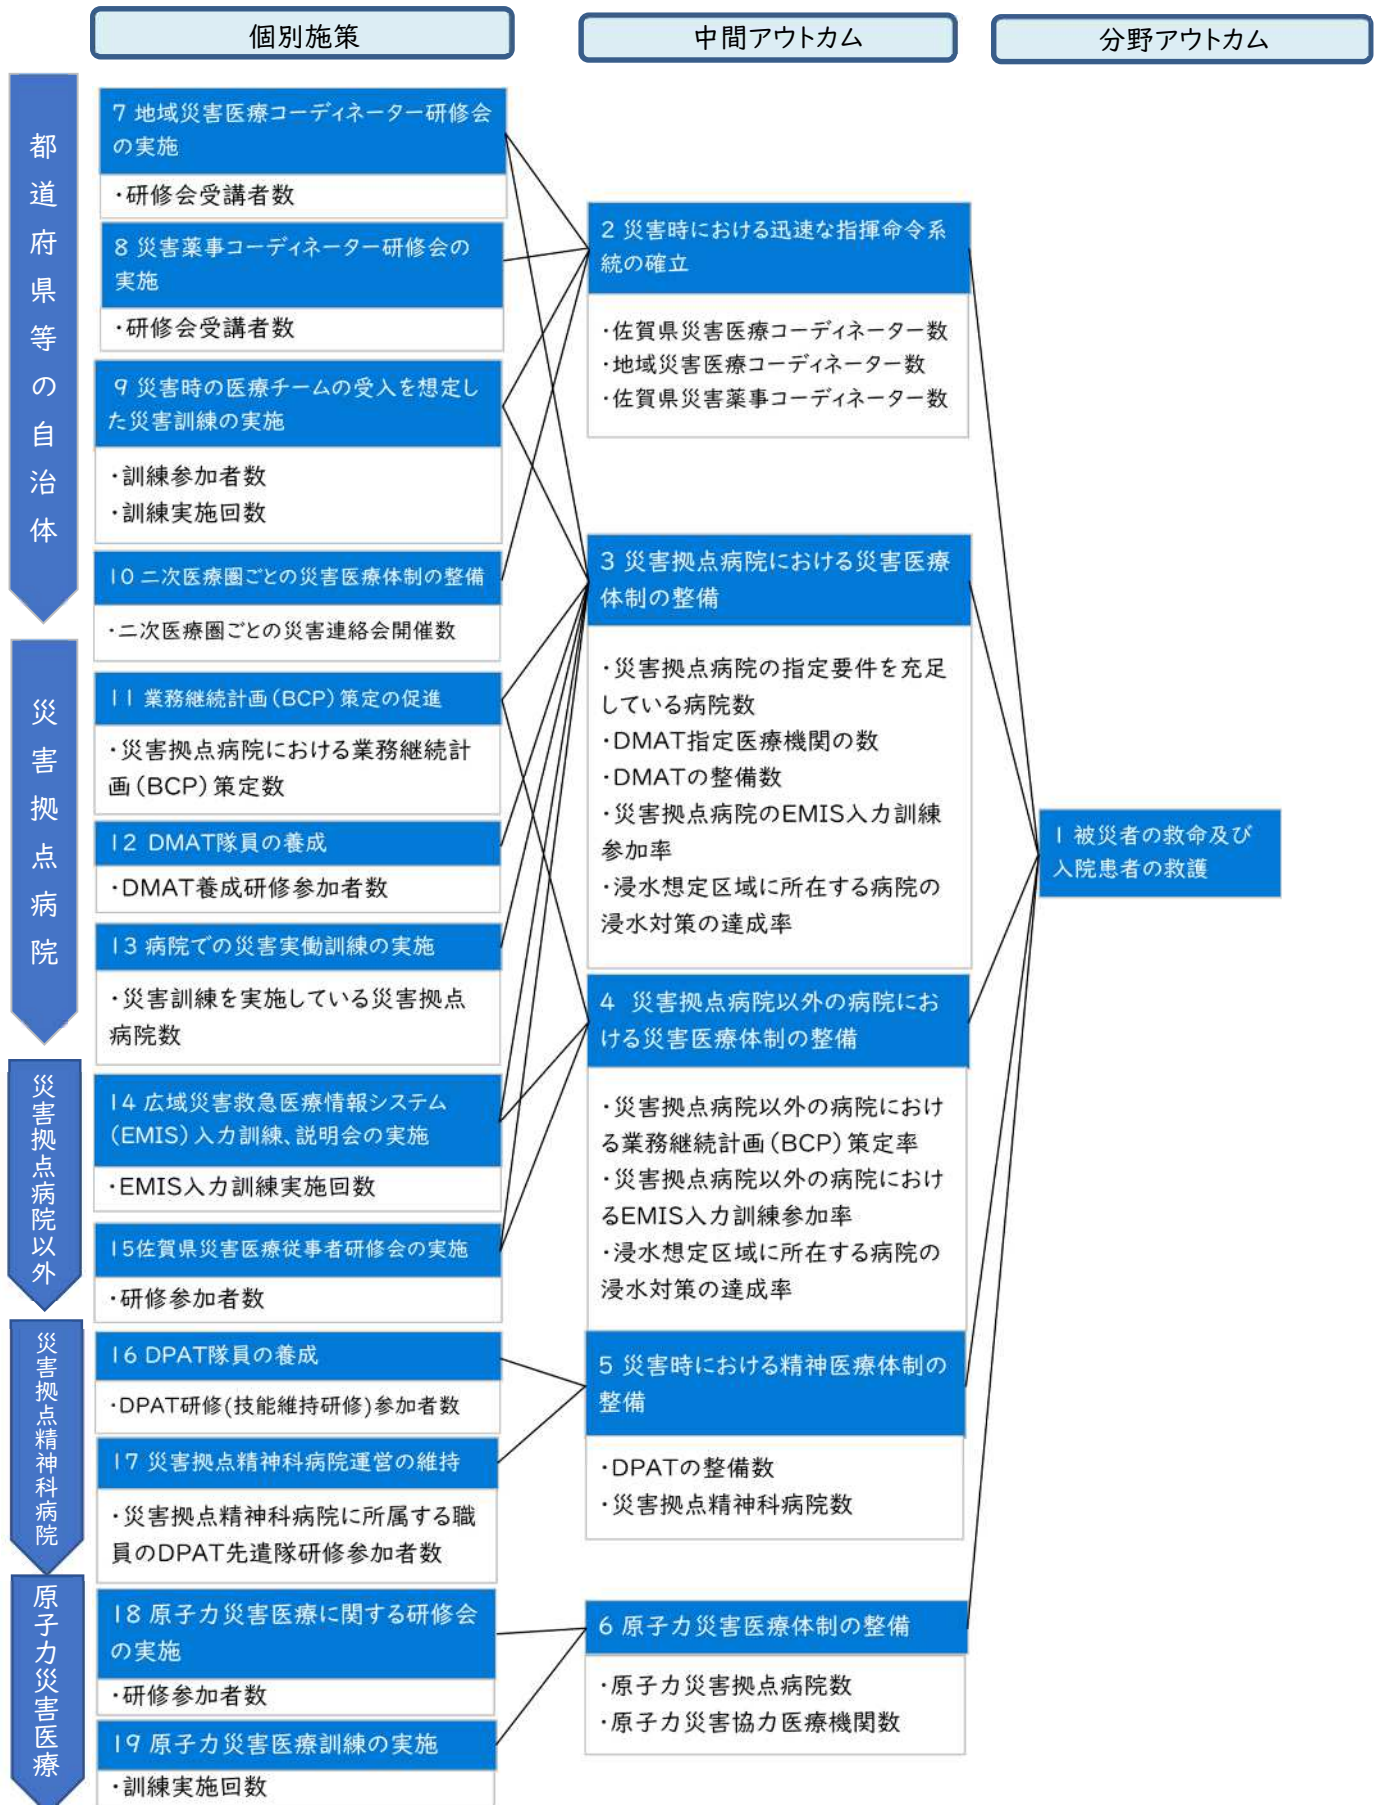 個別施策
中間アウトカム
分野アウトカム
都道府県等の自治体
7 地域災害医療コーディネーター研修会
の実施
・研修会受講者数
8 災害薬事コーディネーター研修会の
実施
・研修会受講者数
9 災害時の医療チームの受入を想定し
た災害訓練の実施
・訓練参加者数
・訓練実施回数
10 二次医療圏ごとの災害医療体制の整備
・二次医療圏ごとの災害連絡会開催数
災害拠点病院
11 業務継続計画(BCP)策定の促進
・災害拠点病院における業務継続計
画(BCP)策定数
12 DMAT隊員の養成
・DMAT養成研修参加者数
13 病院での災害実働訓練の実施
・災害訓練を実施している災害拠点
病院数
災害拠点病院以外
14 広域災害救急医療情報システム
(EMIS)入力訓練、説明会の実施
・EMIS入力訓練実施回数
15佐賀県災害医療従事者研修会の実施
・研修参加者数
災害拠点精神科病院
16 DPAT隊員の養成
・DPAT研修(技能維持研修)参加者数
17 災害拠点精神科病院運営の維持
・災害拠点精神科病院に所属する職
員のDPAT先遣隊研修参加者数
原子力災害医療
18 原子力災害医療に関する研修会
の実施
・研修参加者数
19 原子力災害医療訓練の実施
・訓練実施回数
2 災害時における迅速な指揮命令系
統の確立
・佐賀県災害医療コーディネーター数
・地域災害医療コーディネーター数
・佐賀県災害薬事コーディネーター数
3 災害拠点病院における災害医療
体制の整備
・災害拠点病院の指定要件を充足
している病院数
・DMAT指定医療機関の数
・DMATの整備数
・災害拠点病院のEMIS入力訓練
参加率
・浸水想定区域に所在する病院の
浸水対策の達成率
4 災害拠点病院以外の病院にお
ける災害医療体制の整備
・災害拠点病院以外の病院におけ
る業務継続計画(BCP)策定率
・災害拠点病院以外の病院におけ
るEMIS入力訓練参加率
・浸水想定区域に所在する病院の
浸水対策の達成率
5 災害時における精神医療体制の
整備
・DPATの整備数
・災害拠点精神科病院数
6 原子力災害医療体制の整備
・原子力災害拠点病院数
・原子力災害協力医療機関数
1 被災者の救命及び
入院患者の救護